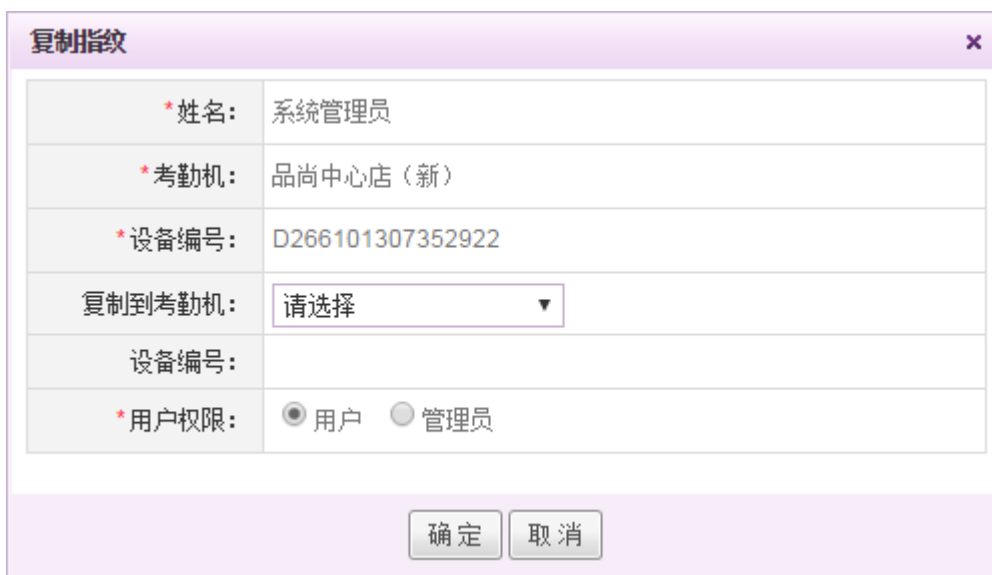 复制指纹 ×
*姓名： 系统管理员
*考勤机： 品尚中心店（新）
*设备编号： D266101307352922
复制到考勤机： 请选择 ▼
设备编号：
*用户权限： 用户 管理员
确定 取消